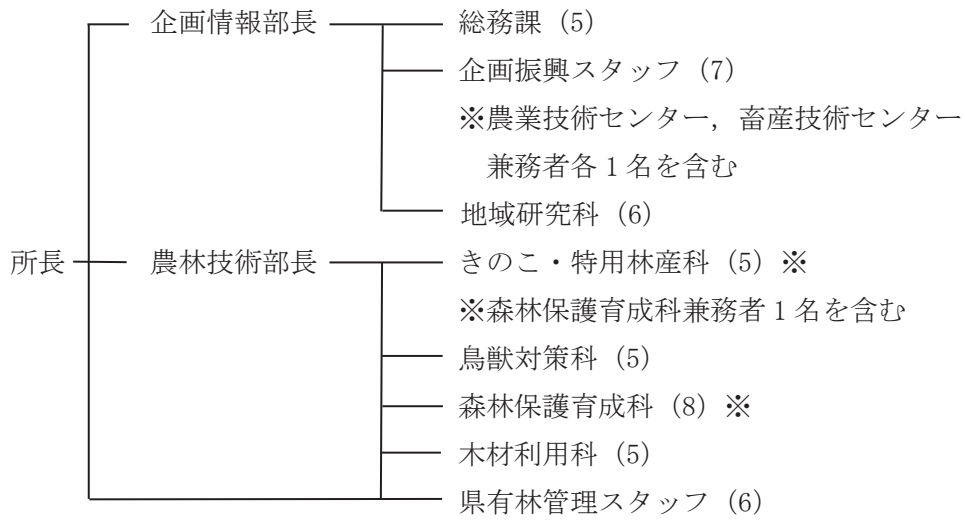 企画情報部長 総務課（5）
企画振興スタッフ（7）
※農業技術センター，畜産技術センター
兼務者各１名を含む
地域研究科（6）
所長 農林技術部長 きのこ・特用林産科（5）※
※森林保護育成科兼務者１名を含む
鳥獣対策科（5）
森林保護育成科（8）※
木材利用科（5）
県有林管理スタッフ（6）